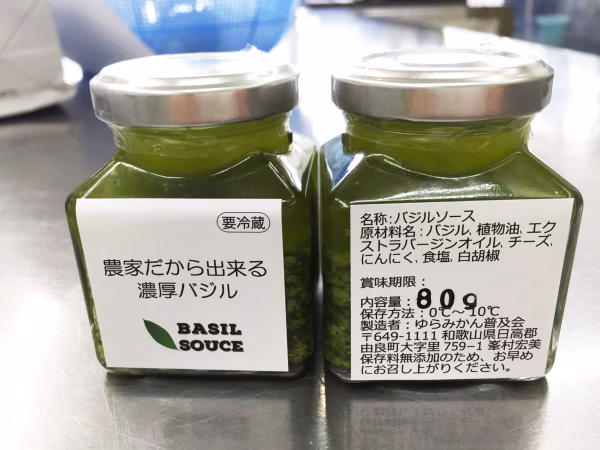 要冷蔵
農家だから出来る
濃厚バジル
BASIL
SOUCE
名称:バジルソース
原材料名:バジル、植物油、エク
ストラバージンオイル、チーズ、
にんにく、食塩、白胡椒
賞味期限:
内容量:80g
保存方法:0℃〜10℃
製造者:ゆらみかん普及会
〒649-1111 和歌山県日高郡
由良町大字里 759-1 峯村宏美
保存料無添加のため、お早め
にお召し上がりください。